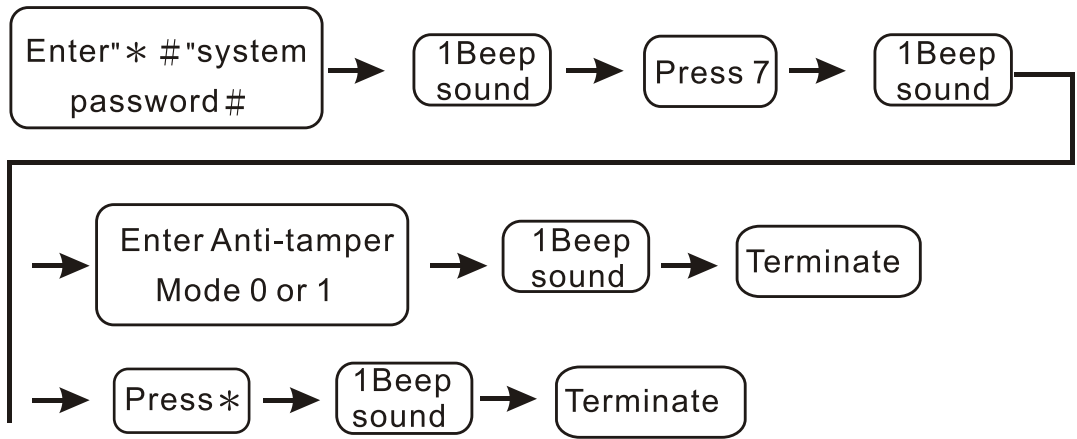 Enter"* #"system
password#
1Beep
sound
Press 7
1Beep
sound
Enter Anti-tamper
Mode 0 or 1
1Beep
sound
Terminate
Press*
1Beep
sound
Terminate